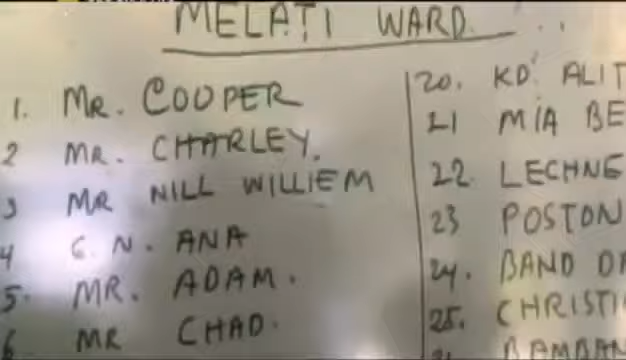 MELATI WARD
1. MR. COOPER
2 MR. CHARLEY.
3 MR NILL WILLIEM
4 G. N. ANA
5. MR. ADAM.
6 MR CHAD.
20. KD. ALIT
21 MIA BE
22. LECHNE
23 POSTON
24. BAND
25. CHRISTI
BAMBAN